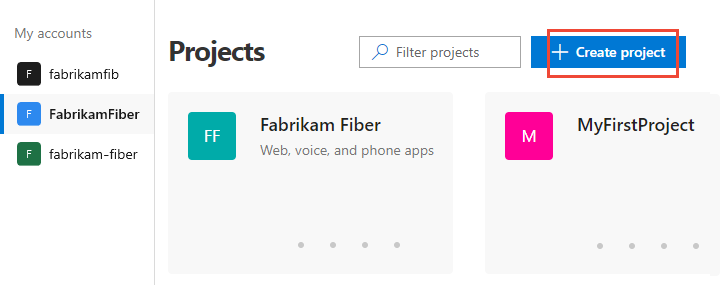 My accounts
F fabrikamfib
F FabrikamFiber
F fabrikam-fiber
Projects
Filter projects
Create project
FF
Fabrikam Fiber
Web, voice, and phone apps
M
MyFirstProject